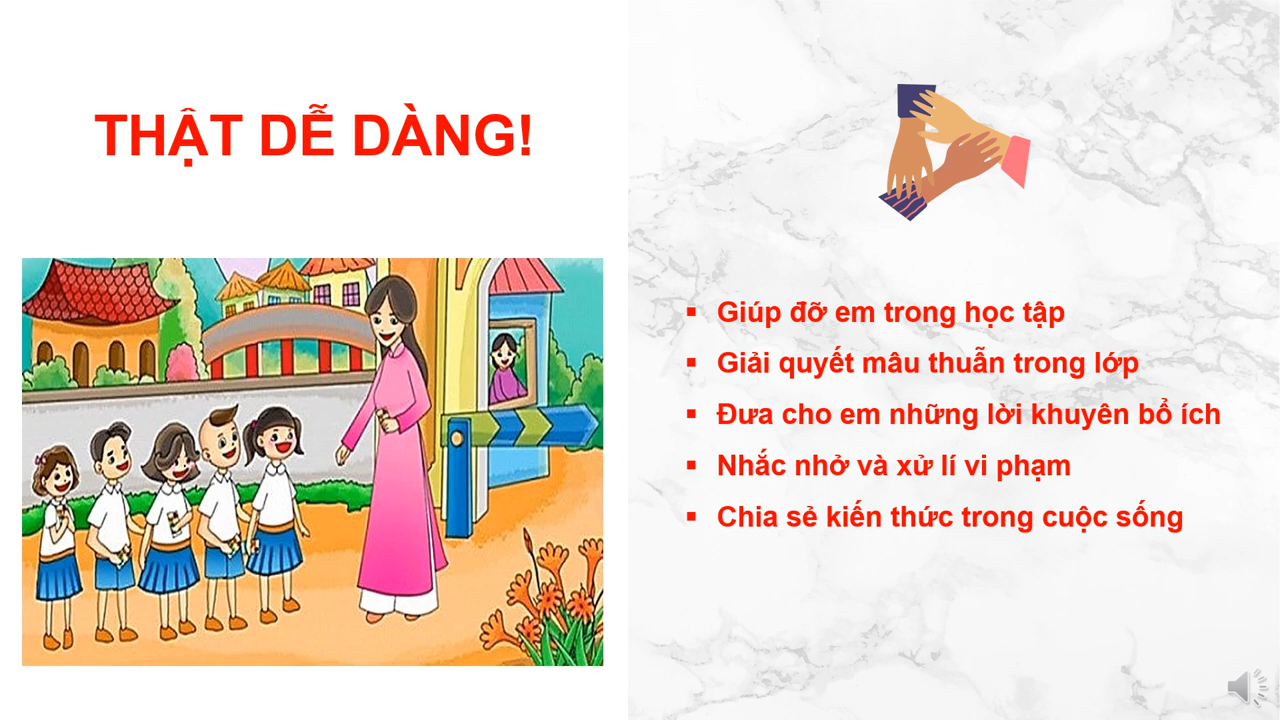 THẬT DỄ DÀNG!
▪ Giúp đỡ em trong học tập
▪ Giải quyết mâu thuẫn trong lớp
▪ Đưa cho em những lời khuyên bổ ích
▪ Nhắc nhở và xử lí vi phạm
▪ Chia sẻ kiến thức trong cuộc sống